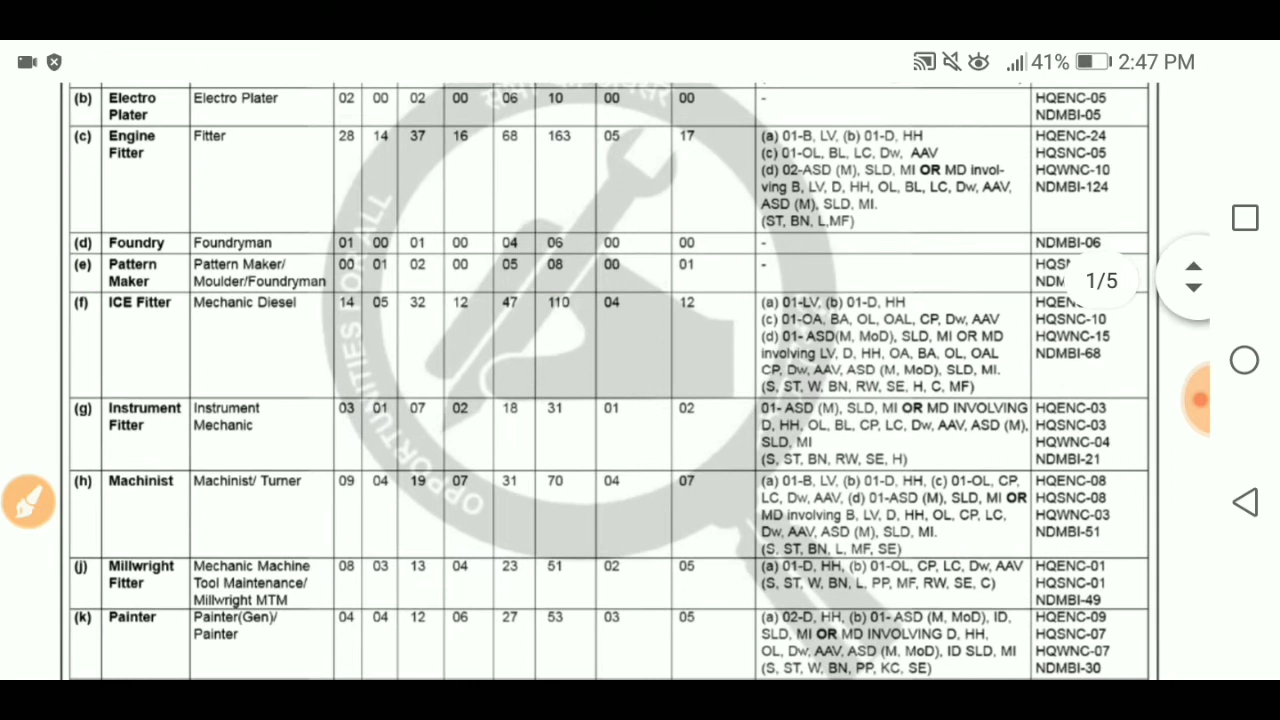 41% 2:47 PM
(b) Electro Plater Electro Plater 02 00 02 00 06 10 00 00 - HQENC-05
NDMBI-05
(c) Engine Fitter Fitter 28 14 37 16 68 163 05 17 (a) 01-B, LV, (b) 01-D, HH HQENC-24
(c) 01-OL, BL, LC, Dw, AAV HQSNC-05
(d) 02-ASD (M), SLD, MI OR MD invol- HQWNC-10
ving B, LV, D, HH, OL, BL, LC, Dw, AAV, NDMBI-124
ASD (M), SLD, MI.
(ST, BN, L,MF)
(d) Foundry Foundryman 01 00 01 00 04 06 00 00 - NDMBI-06
(e) Pattern Maker Pattern Maker/ 00 01 02 00 05 08 00 01 -
Moulder/Foundryman
1/5
(f) ICE Fitter Mechanic Diesel 14 05 32 12 47 110 04 12 (a) 01-LV, (b) 01-D, HH
(c) 01-OA, BA, OL, OAL, CP, Dw, AAV HQSNC-10
(d) 01- ASD(M, MoD), SLD, MI OR MD HQWNC-15
involving LV, D, HH, OA, BA, OL, OAL NDMBI-68
CP, Dw, AAV, ASD (M, MoD), SLD, MI.
(S, ST, W, BN, RW, SE, H, C, MF)
(g) Instrument Fitter Instrument Mechanic 03 01 07 02 18 31 01 02 01- ASD (M), SLD, MI OR MD INVOLVING HQENC-03
D, HH, OL, BL, CP, LC, Dw, AAV, ASD (M), HQSNC-03
SLD, MI HQWNC-04
(S, ST, BN, RW, SE, H) NDMBI-21
(h) Machinist Machinist/ Turner 09 04 19 07 31 70 04 07 (a) 01-B, LV, (b) 01-D, HH, (c) 01-OL, CP, HQENC-08
LC, Dw, AAV, (d) 01-ASD (M), SLD, MI OR HQSNC-08
MD involving B, LV, D, HH, OL, CP, LC, HQWNC-03
Dw, AAV, ASD (M), SLD, MI. NDMBI-51
(S, ST, BN, L, MF, SE)
(j) Millwright Fitter Mechanic Machine 08 03 13 04 23 51 02 05 (a) 01-D, HH, (b) 01-OL, CP, LC, Dw, AAV HQENC-01
Tool Maintenance/ (S, ST, W, BN, L, PP, MF, RW, SE, C) HQSNC-01
Millwright MTM NDMBI-49
(k) Painter Painter(Gen)/ 04 04 12 06 27 53 03 05 (a) 02-D, HH, (b) 01- ASD (M, MoD), ID, HQENC-09
Painter SLD, MI OR MD INVOLVING D, HH, HQSNC-07
OL, Dw, AAV, ASD (M, MoD), ID SLD, MI HQWNC-07
(S, ST, W, BN, PP, KC, SE) NDMBI-30
OPPORTUNITIES FOR ALL